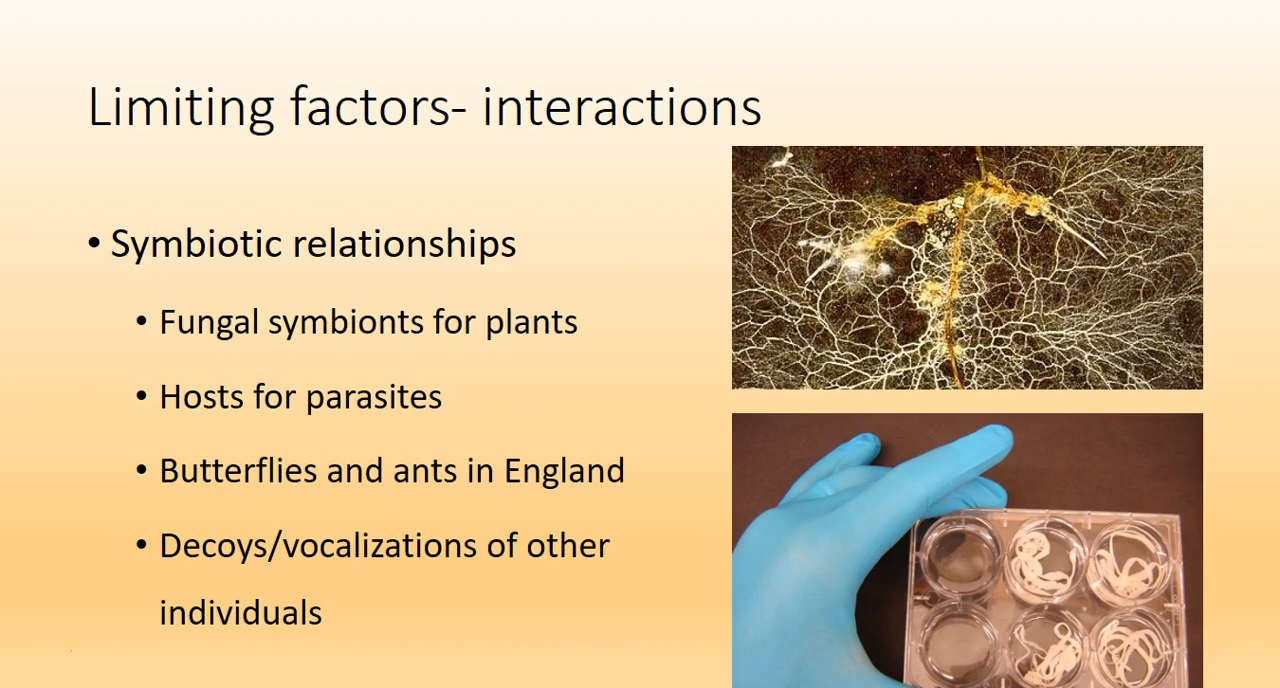 Limiting factors- interactions
• Symbiotic relationships
• Fungal symbionts for plants
• Hosts for parasites
• Butterflies and ants in England
• Decoys/vocalizations of other
individuals